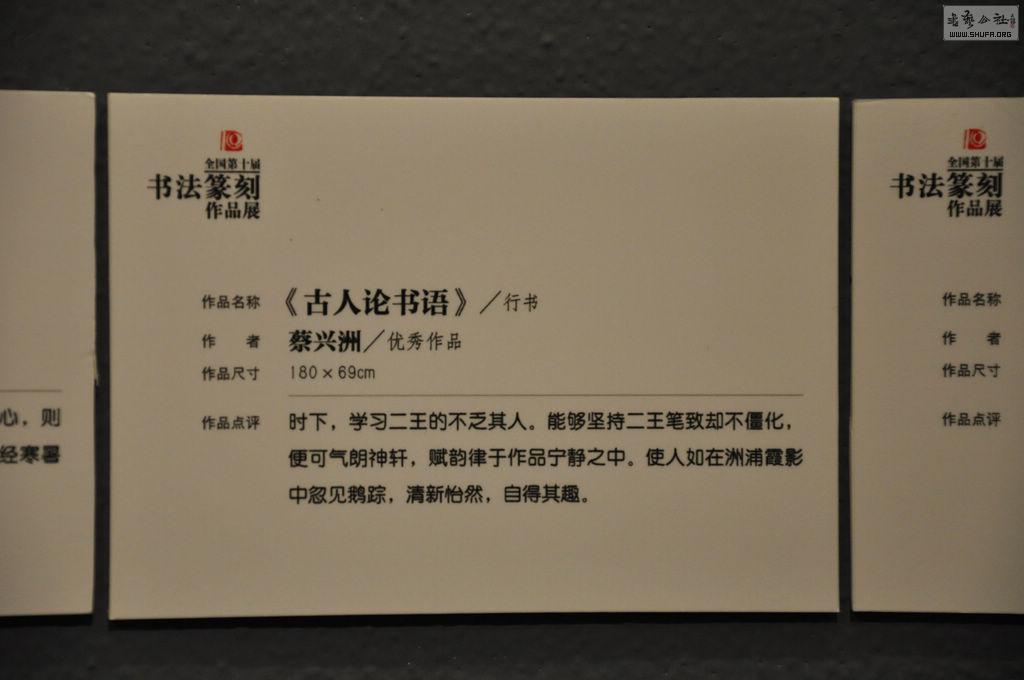 WWW.SHUFA.ORG
心，则
经寒暑
全国第十届
书法篆刻
作品展
作品名称 《古人论书语》／行书
作 者 蔡兴洲／优秀作品
作品尺寸 180×69cm
作品点评 时下，学习二王的不乏其人。能够坚持二王笔致却不僵化，
便可气朗神轩，赋韵律于作品宁静之中。使人如在洲浦霞影
中忽见鹅踪，清新怡然，自得其趣。
全国第十届
书法篆刻
作品展
作品名称
作 者
作品尺寸
作品点评